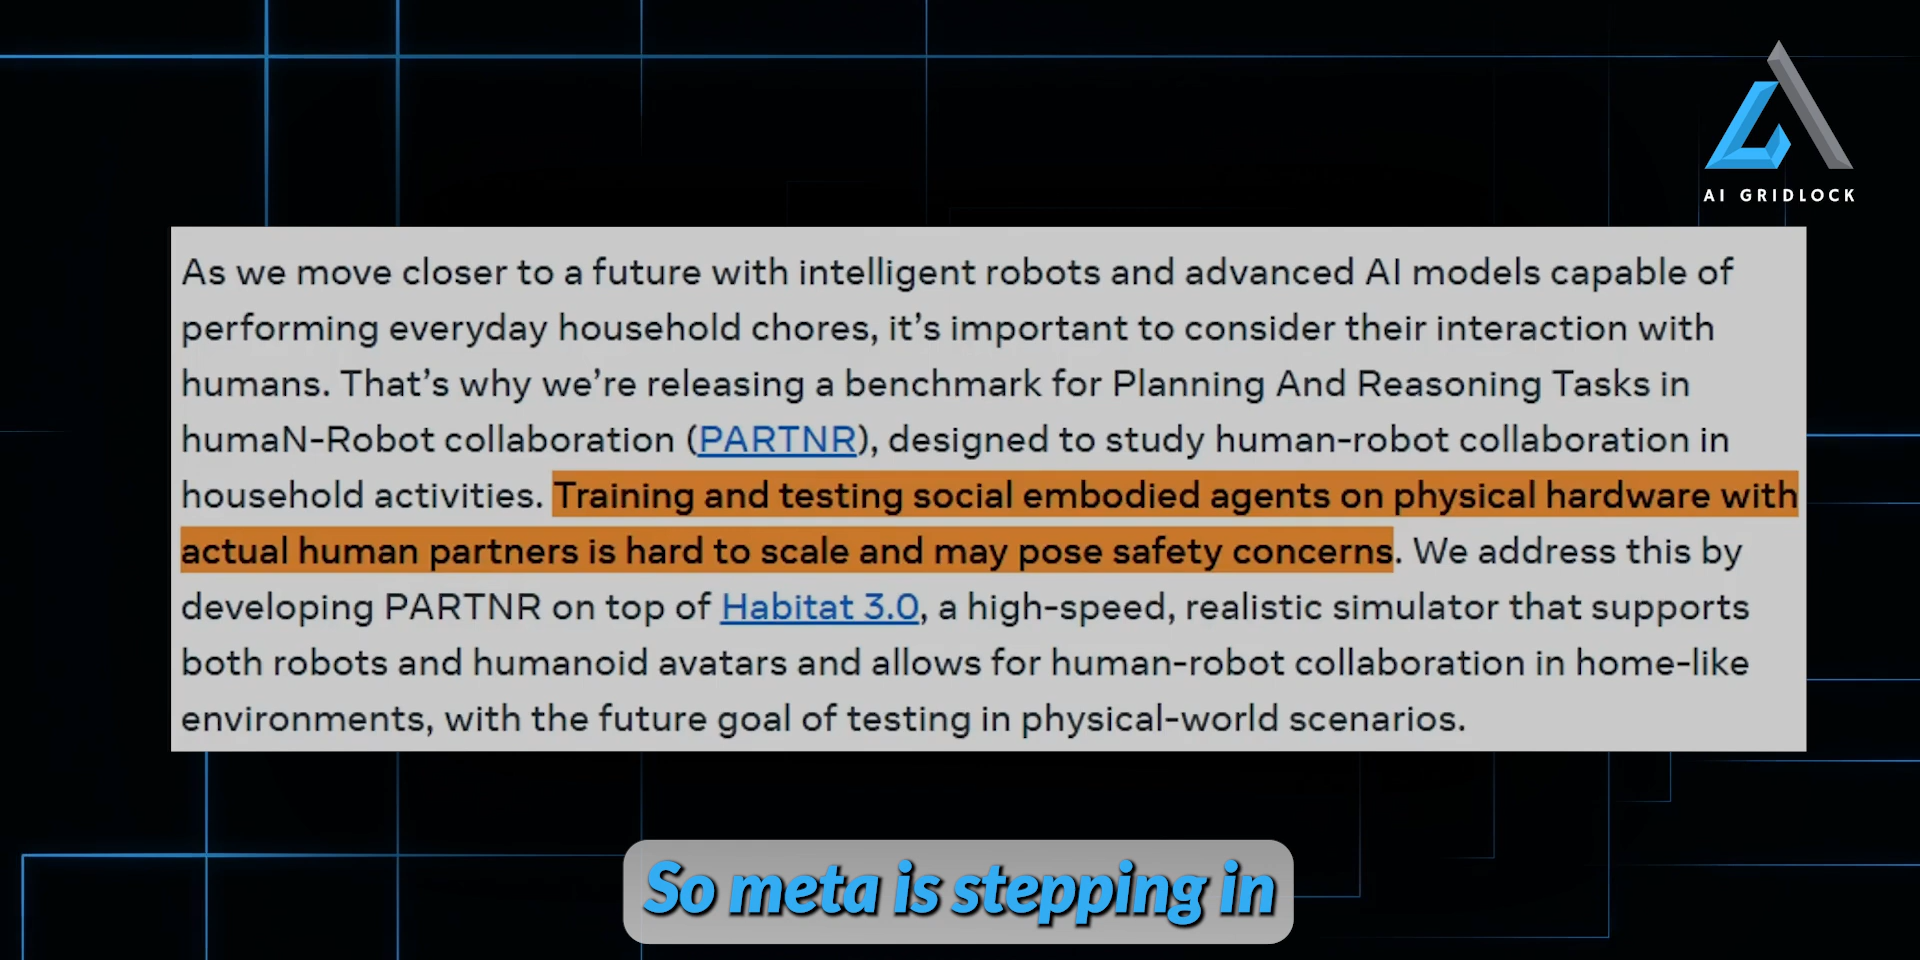 AI GRIDLOCK
As we move closer to a future with intelligent robots and advanced AI models capable of
performing everyday household chores, it’s important to consider their interaction with
humans. That’s why we’re releasing a benchmark for Planning And Reasoning Tasks in
humaN-Robot collaboration (PARTNR), designed to study human-robot collaboration in
household activities. Training and testing social embodied agents on physical hardware with
actual human partners is hard to scale and may pose safety concerns. We address this by
developing PARTNR on top of Habitat 3.0, a high-speed, realistic simulator that supports
both robots and humanoid avatars and allows for human-robot collaboration in home-like
environments, with the future goal of testing in physical-world scenarios.
So meta is stepping in